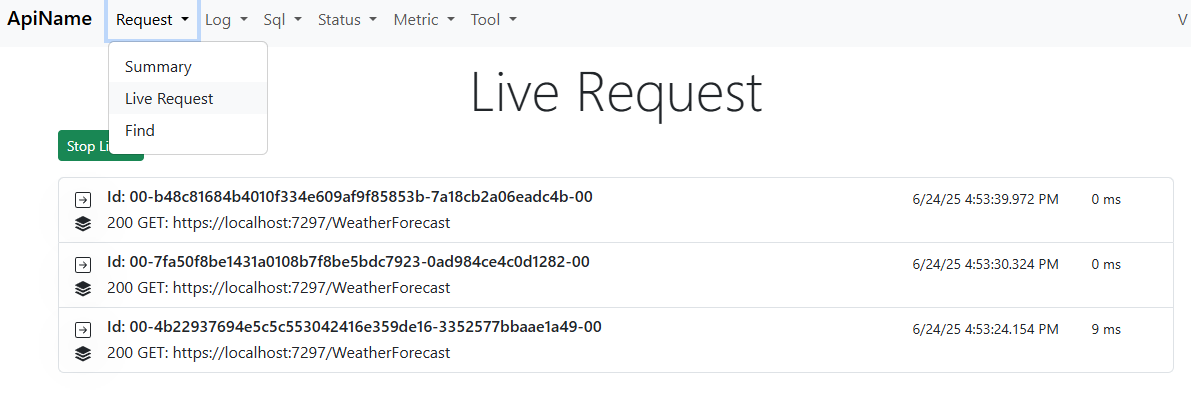 ApiName Request Log Sql Status Metric Tool V
Summary
Live Request
Find
Live Request
Stop Li
Id: 00-b48c81684b4010f334e609af9f85853b-7a18cb2a06eadc4b-00 6/24/25 4:53:39.972 PM 0 ms
200 GET: https://localhost:7297/WeatherForecast
Id: 00-7fa50f8be1431a0108b7f8be5bdc7923-0ad984ce4c0d1282-00 6/24/25 4:53:30.324 PM 0 ms
200 GET: https://localhost:7297/WeatherForecast
Id: 00-4b22937694e5c5c553042416e359de16-3352577bbaae1a49-00 6/24/25 4:53:24.154 PM 9 ms
200 GET: https://localhost:7297/WeatherForecast